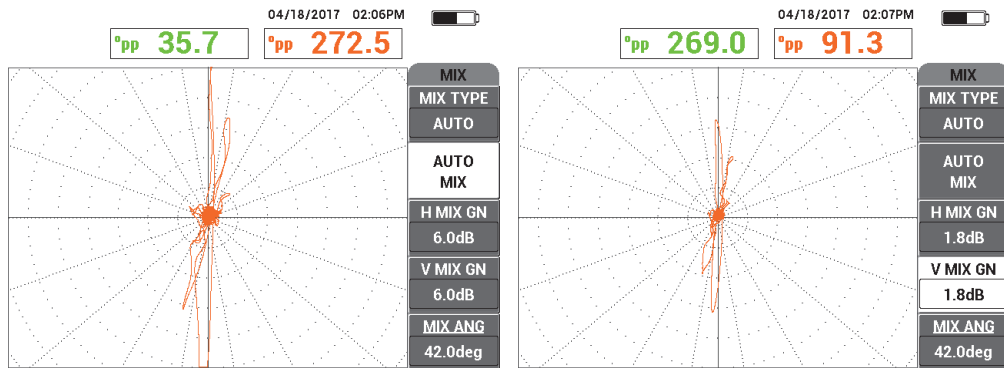 04/18/2017 02:06PM
°pp 35.7 °pp 272.5
MIX
MIX TYPE
AUTO
AUTO
MIX
H MIX GN
6.0dB
V MIX GN
6.0dB
MIX ANG
42.0deg
04/18/2017 02:07PM
°pp 269.0 °pp 91.3
MIX
MIX TYPE
AUTO
AUTO
MIX
H MIX GN
1.8dB
V MIX GN
1.8dB
MIX ANG
42.0deg